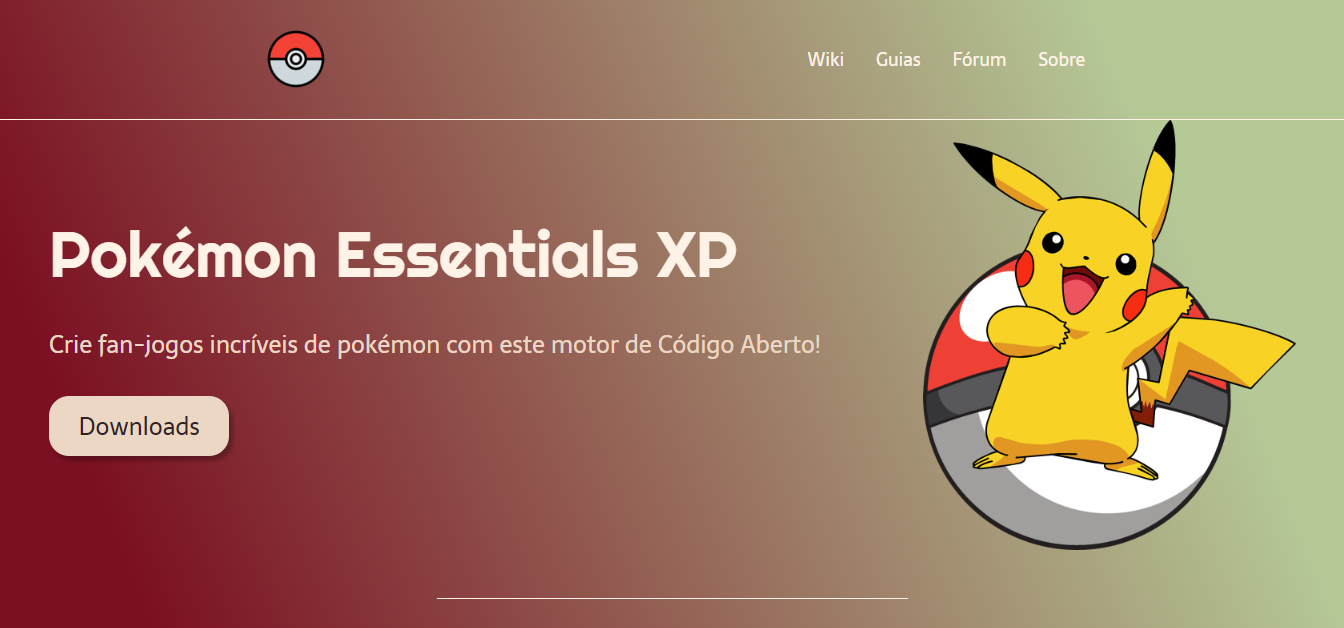 Wiki Guias Fórum Sobre
Pokémon Essentials XP
Crie fan-jogos incríveis de pokémon com este motor de Código Aberto!
Downloads